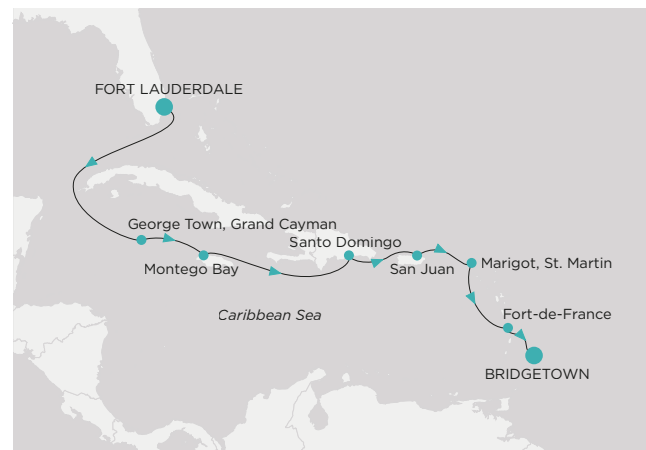 FORT LAUDERDALE
George Town, Grand Cayman
Santo Domingo
Montego Bay
San Juan
Marigot, St. Martin
Caribbean Sea
Fort-de-France
BRIDGETOWN